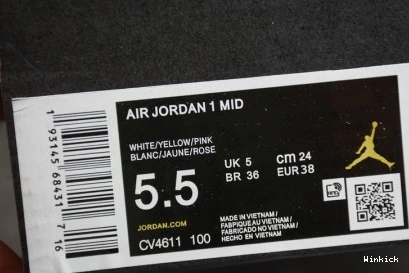 AIR JORDAN 1 MID
WHITE/YELLOW/PINK
BLANC/JAUNE/ROSE
5.5
UK 5 cm 24
BR 36 EUR 38
JORDAN.COM
CV4611 100
MADE IN VIETNAM /
FABRIQUÉ AU VIETNAM /
FABRICADO NO VIETNAM /
HECHO EN VIETNAM
1 93145 68431 7 16
Winkick